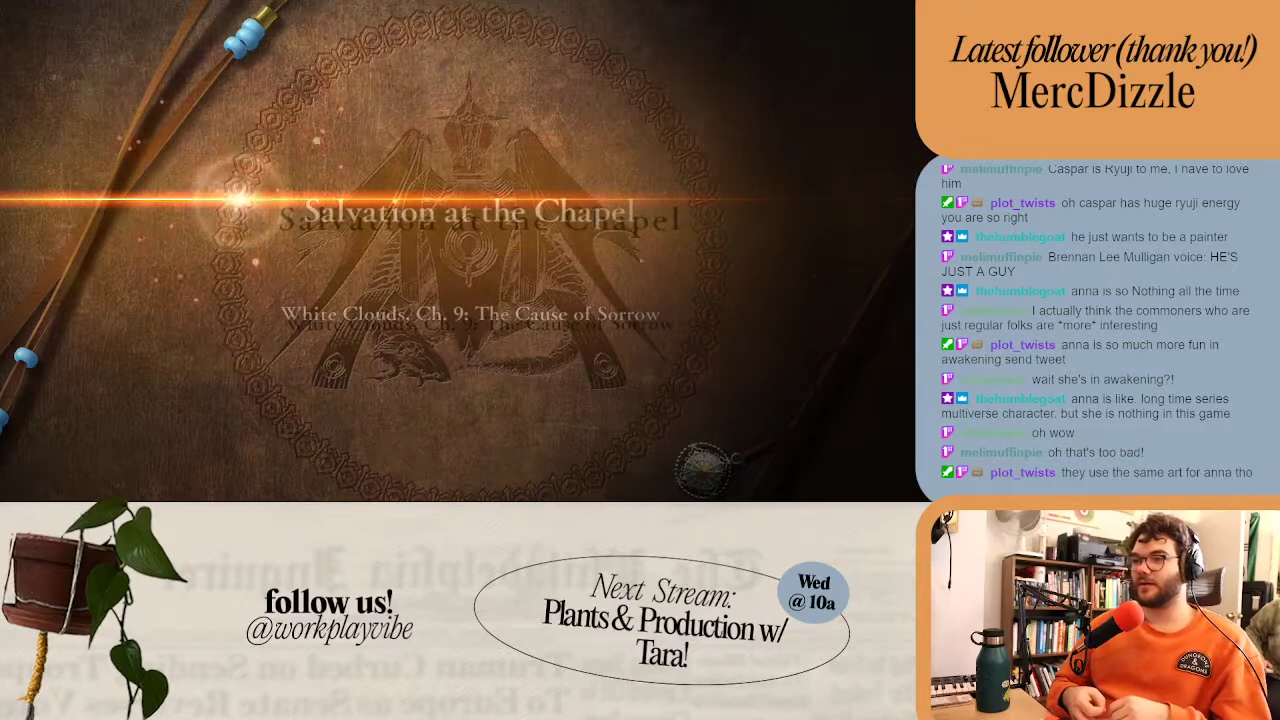 Salvation at the Chapel
White Clouds, Ch. 9: The Cause of Sorrow
Latest follower (thank you!)
MercDizzle
melimuffinpie Caspar is Ryuji to me, I have to love
him
plot_twists oh caspar has huge ryuji energy
you are so right
thehumblegoat he just wants to be a painter
melimuffinpie Brennan Lee Mulligan voice: HE'S
JUST A GUY
thehumblegoat anna is so Nothing all the time
I actually think the commoners who are
just regular folks are *more* interesting
plot_twists anna is so much more fun in
awakening send tweet
wait she's in awakening?!
thehumblegoat anna is like. long time series
multiverse character. but she is nothing in this game
oh wow
melimuffinpie oh that's too bad!
plot_twists they use the same art for anna tho
follow us!
@workplayvibe
Next Stream:
Plants & Production w/
Tara!
Wed
@ 10a
DUNGEONS
& DRAGONS